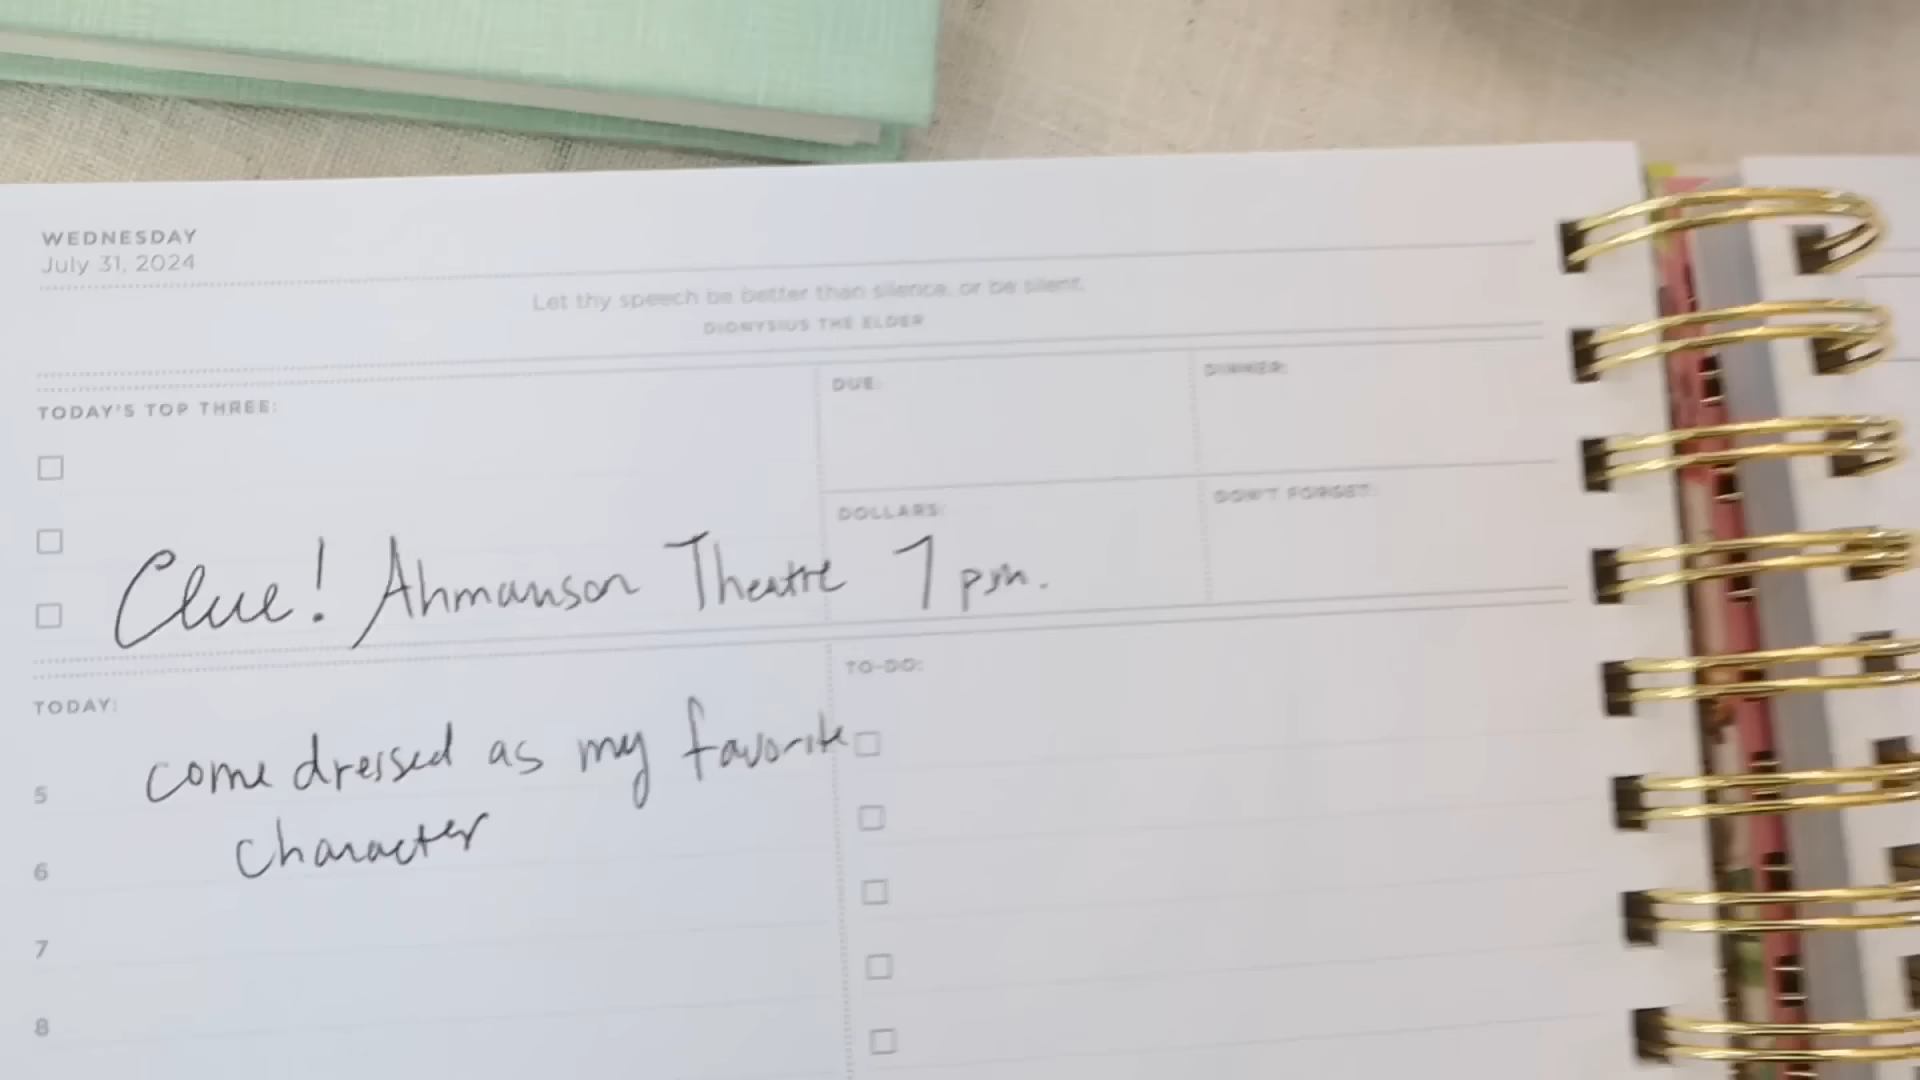 WEDNESDAY
July 31, 2024
Let thy speech be better than silence, or be silent.
DIONYSIUS THE ELDER
TODAY'S TOP THREE:
DUE:
DINNER:
DOLLARS:
DON'T FORGET:
Clue! Ahmanson Theatre 7 pm.
TODAY:
TO-DO:
come dressed as my favorite
character
5
6
7
8